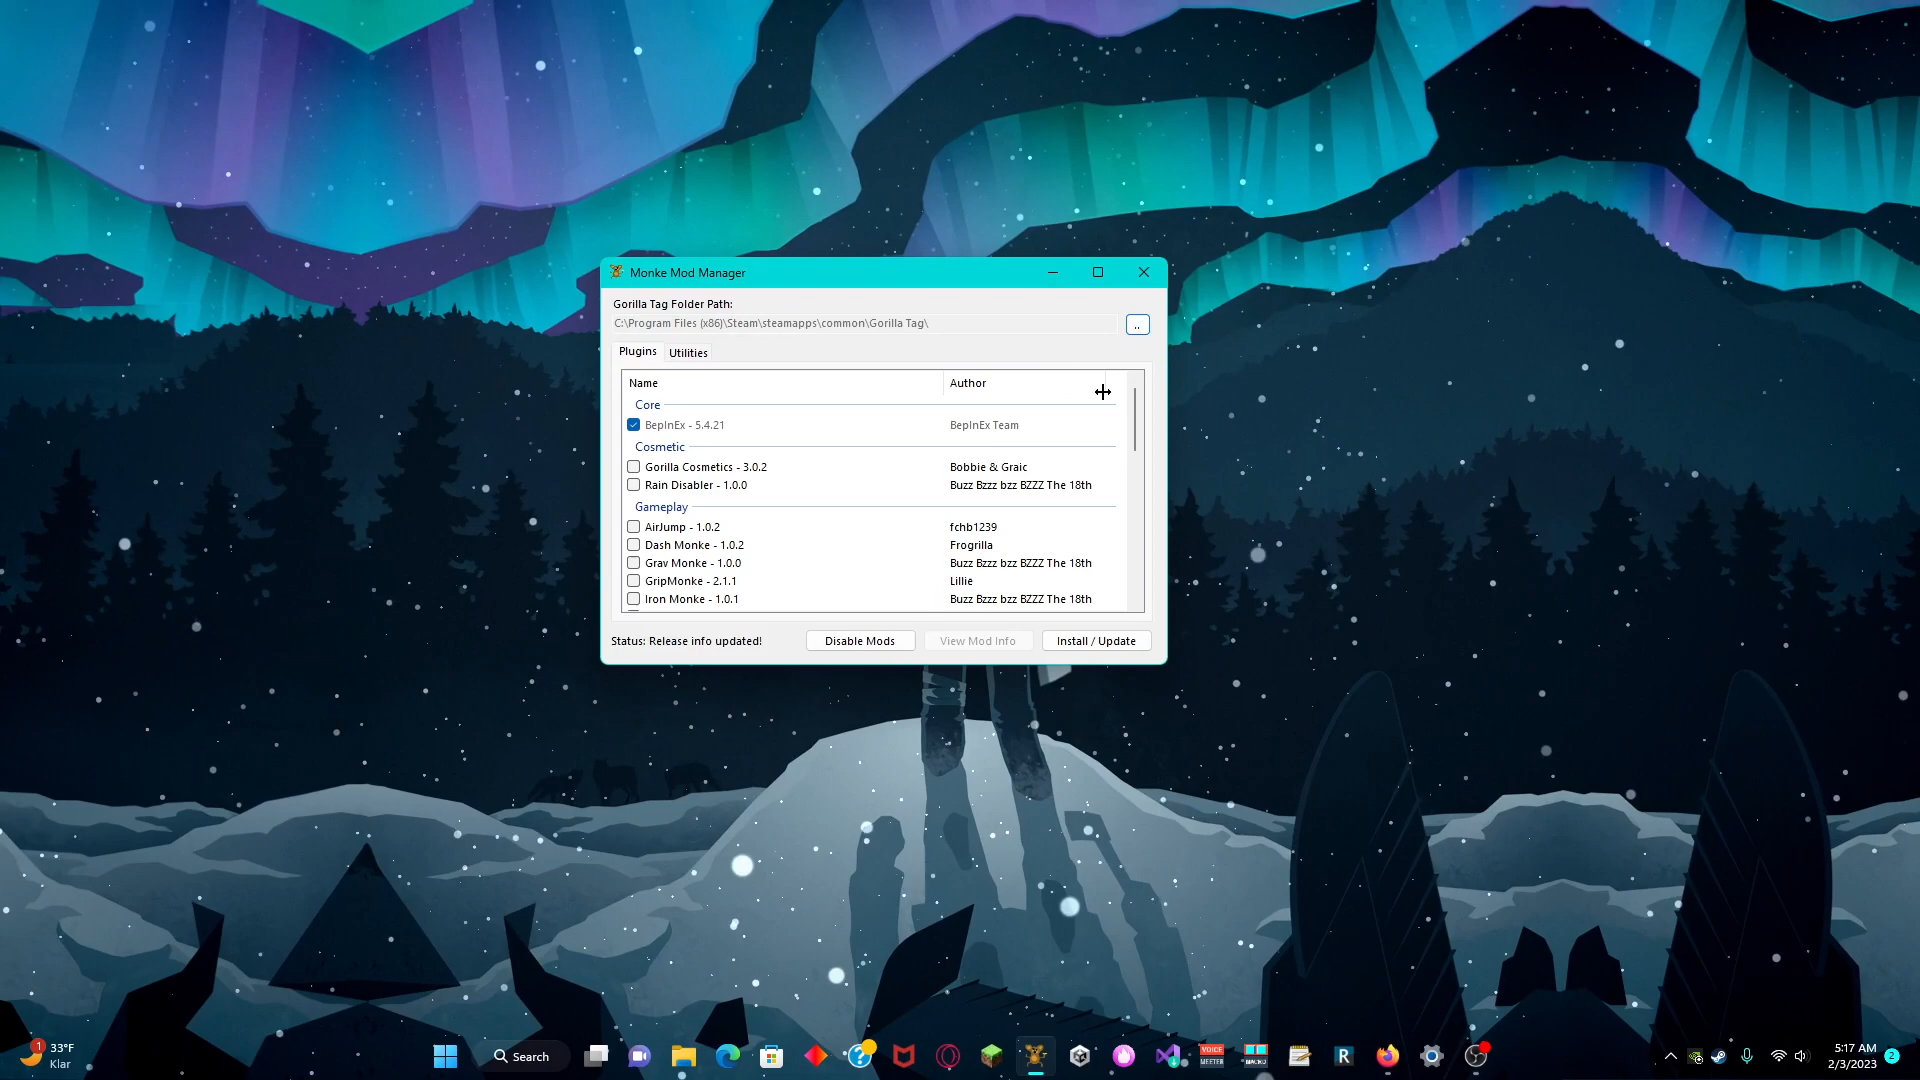 Monke Mod Manager
Gorilla Tag Folder Path:
C:\Program Files (x86)\Steam\steamapps\common\Gorilla Tag\
..
Plugins
Utilities
Name
Author
Core
BepInEx - 5.4.21
BepInEx Team
Cosmetic
Gorilla Cosmetics - 3.0.2
Bobbie & Graic
Rain Disabler - 1.0.0
Buzz Bzzz bzz BZZZ The 18th
Gameplay
AirJump - 1.0.2
fchb1239
Dash Monke - 1.0.2
Frogrilla
Grav Monke - 1.0.0
Buzz Bzzz bzz BZZZ The 18th
GripMonke - 2.1.1
Lillie
Iron Monke - 1.0.1
Buzz Bzzz bzz BZZZ The 18th
Status: Release info updated!
Disable Mods
View Mod Info
Install / Update
1
33°F
Klar
Search
VOICE
MEETER
R
5:17 AM
2/3/2023
2